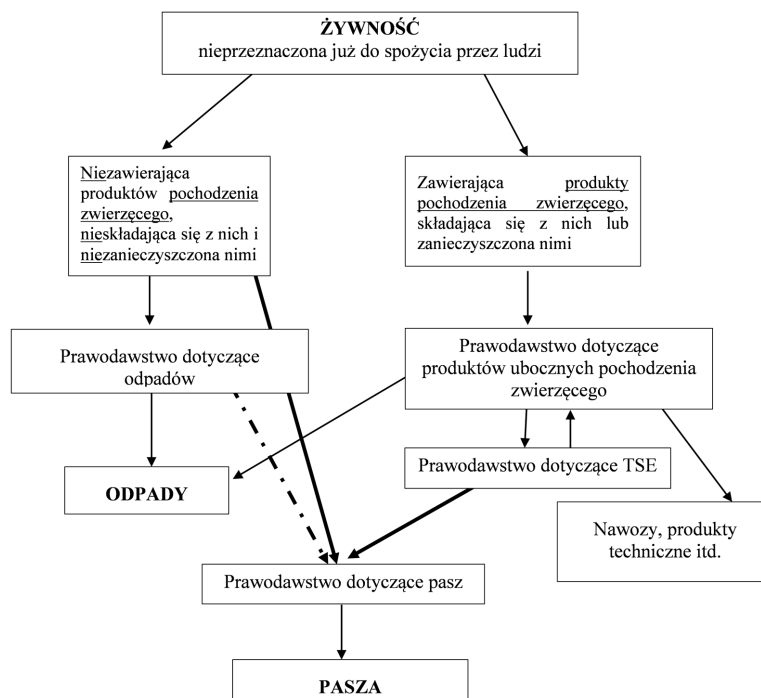 ŻYWNOŚĆ
nieprzeznaczona już do spożycia przez ludzi
Niezawierająca
produktów pochodzenia
zwierzęcego,
nieskładająca się z nich i
niezanieczyszczona nimi
Zawierająca produkty
pochodzenia zwierzęcego,
składająca się z nich lub
zanieczyszczona nimi
Prawodawstwo dotyczące
odpadów
Prawodawstwo dotyczące
produktów ubocznych pochodzenia
zwierzęcego
ODPADY
Prawodawstwo dotyczące TSE
Nawozy, produkty
techniczne itd.
Prawodawstwo dotyczące pasz
PASZA